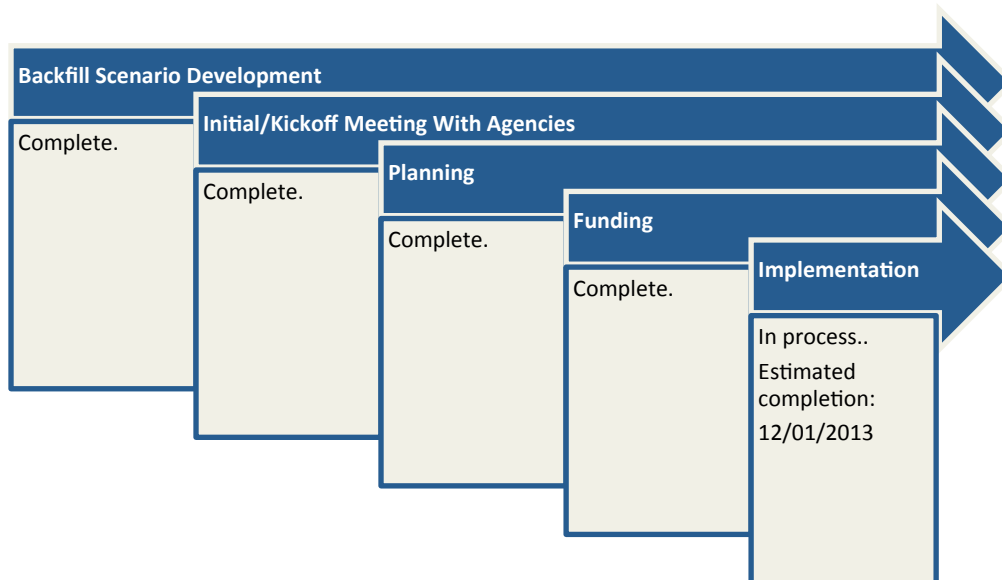 Backfill Scenario Development
Complete.
Initial/Kickoff Meeting With Agencies
Complete.
Planning
Complete.
Funding
Complete.
Implementation
In process..
Estimated
completion:
12/01/2013